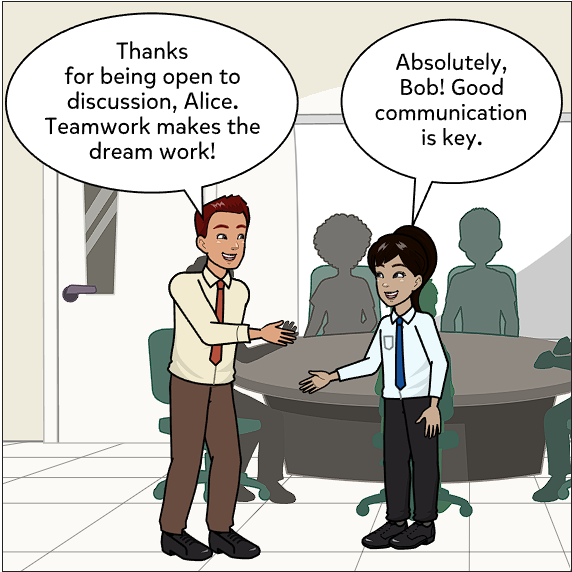 Thanks
for being open to
discussion, Alice.
Teamwork makes the
dream work!
Absolutely,
Bob! Good
communication
is key.